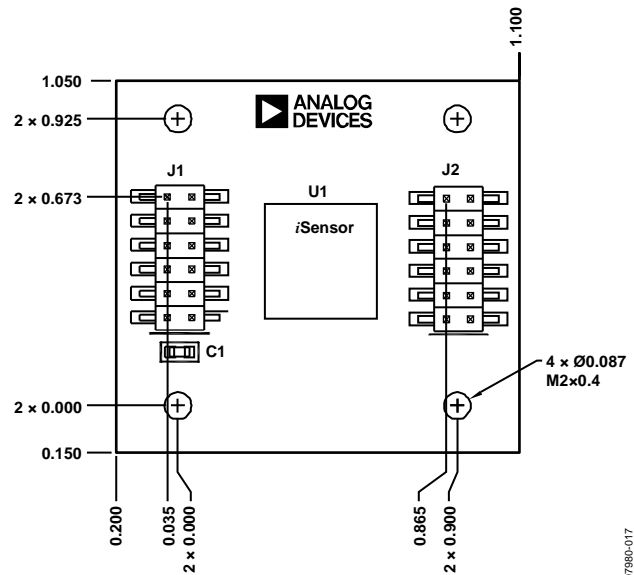 1.100
1.050
2 × 0.925
ANALOG
DEVICES
J1
J2
2 × 0.673
U1
iSensor
C1
4 × Ø0.087
M2×0.4
2 × 0.000
0.150
0.200
0.035
2 × 0.000
0.865
2 × 0.900
07980-017